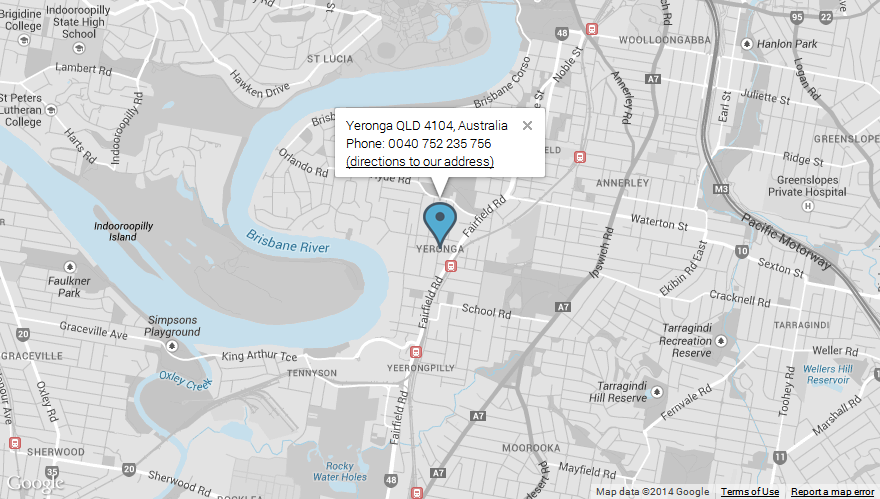 Brigidine
College
Indooroopilly
State High
School
Lambert Rd
Hawken Drive
ST LUCIA
Brisbane Corso
48
Noble St
WOOLLOONGABBA
95
22
Hanlon Park
Logan Rd
St Peters
Lutheran
College
Harts Rd
Indooroopilly Rd
A7
Annerley Rd
Earl St
Juliette St
Yeronga QLD 4104, Australia
Phone: 0040 752 235 756
(directions to our address)
Orlando Rd
ANNERLEY
GREENSLOPES
Ridge St
Greenslopes
Private Hospital
M3
Indooroopilly
Island
Brisbane River
YERONGA
Fairfield Rd
Waterton St
Pacific Motorway
10
Sexton St
Faulkner
Park
Ipswich Rd
Ekibin Rd East
Cracknell Rd
Simpsons
Playground
Graceville Ave
20
GRACEVILLE
King Arthur Tce
Fairfield Rd
School Rd
A7
Tarragindi
Recreation
Reserve
TARRAGINDI
Weller Rd
Wellers Hill
Reservoir
Oxley Creek
TENNYSON
YEERONGPILLY
Oxley Rd
Honour Ave
Fairfield Rd
A7
Tarragindi
Hill Reserve
Fernvale Rd
Toohey Rd
Marshall Rd
SHERWOOD
20
Sherwood Rd
Rocky
Water Holes
A7
MOOROOKA
Mayfield Rd
11
Google
Map data ©2014 Google
Terms of Use
Report a map error